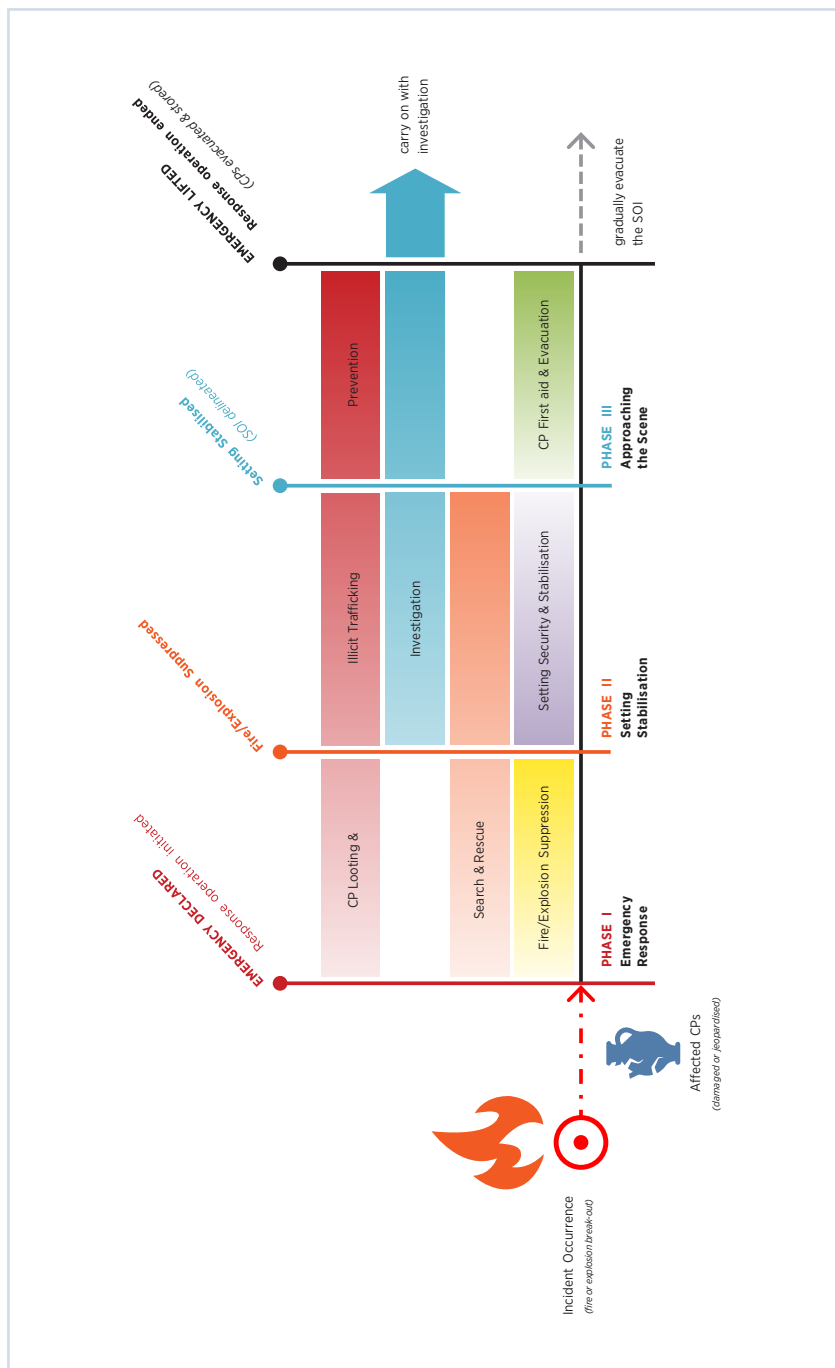 EMERGENCY DECLARED
Response operation initiated
Fire/Explosion Suppressed
Setting Stabilised
(SOI delineated)
EMERGENCY LIFTED
Response operation ended
(CPs evacuated & stored)
CP Looting &
Illicit Trafficking
Prevention
Investigation
carry on with
investigation
Search & Rescue
Fire/Explosion Suppression
Setting Security & Stabilisation
CP First aid & Evacuation
Incident Occurrence
(fire or explosion break-out)
Affected CPs
(damaged or jeopardised)
PHASE I
Emergency
Response
PHASE II
Setting
Stabilisation
PHASE III
Approaching
the Scene
gradually evacuate
the SOI